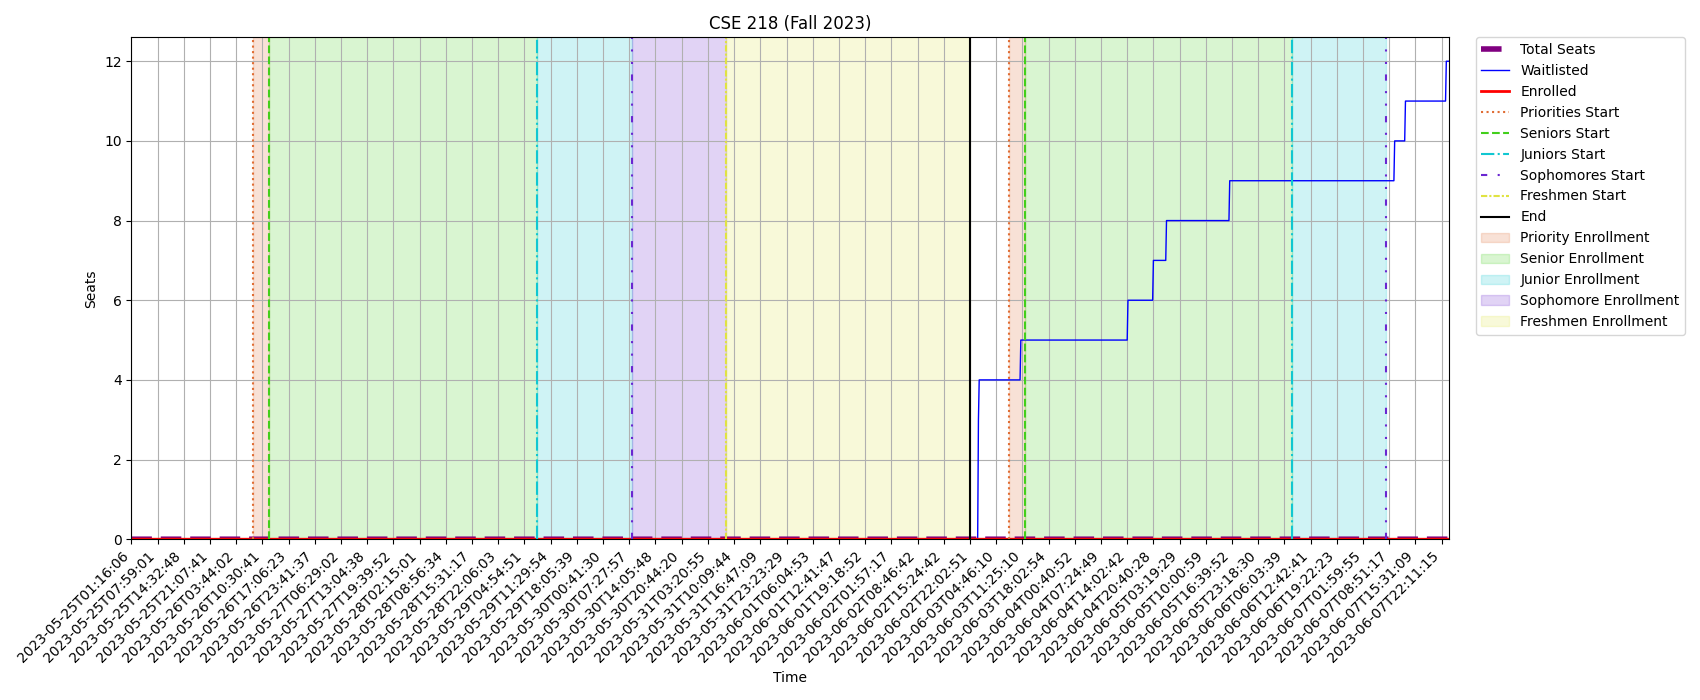 CSE 218 (Fall 2023)
Seats
12
10
8
6
4
2
0
2023-05-25T01:16:06
2023-05-25T07:59:01
2023-05-25T14:32:48
2023-05-25T21:07:41
2023-05-26T03:44:02
2023-05-26T10:30:41
2023-05-26T17:06:23
2023-05-26T23:41:37
2023-05-27T06:29:02
2023-05-27T13:04:38
2023-05-27T19:39:52
2023-05-28T02:15:01
2023-05-28T08:56:34
2023-05-28T15:31:17
2023-05-28T22:06:03
2023-05-29T04:54:51
2023-05-29T11:29:54
2023-05-29T18:05:39
2023-05-30T00:41:30
2023-05-30T07:27:57
2023-05-30T14:05:48
2023-05-30T20:44:20
2023-05-31T03:20:55
2023-05-31T10:09:44
2023-05-31T16:47:09
2023-05-31T23:23:29
2023-06-01T06:04:53
2023-06-01T12:41:47
2023-06-01T19:18:52
2023-06-02T01:57:17
2023-06-02T08:46:42
2023-06-02T15:24:42
2023-06-02T22:02:51
2023-06-03T04:46:10
2023-06-03T11:25:10
2023-06-03T18:02:54
2023-06-04T00:40:52
2023-06-04T07:24:49
2023-06-04T14:02:42
2023-06-04T20:40:28
2023-06-05T03:19:29
2023-06-05T10:00:59
2023-06-05T16:39:52
2023-06-05T23:18:30
2023-06-06T06:03:39
2023-06-06T12:42:41
2023-06-06T19:22:23
2023-06-07T01:59:55
2023-06-07T08:51:17
2023-06-07T15:31:09
2023-06-07T22:11:15
Time
Total Seats
Waitlisted
Enrolled
Priorities Start
Seniors Start
Juniors Start
Sophomores Start
Freshmen Start
End
Priority Enrollment
Senior Enrollment
Junior Enrollment
Sophomore Enrollment
Freshmen Enrollment